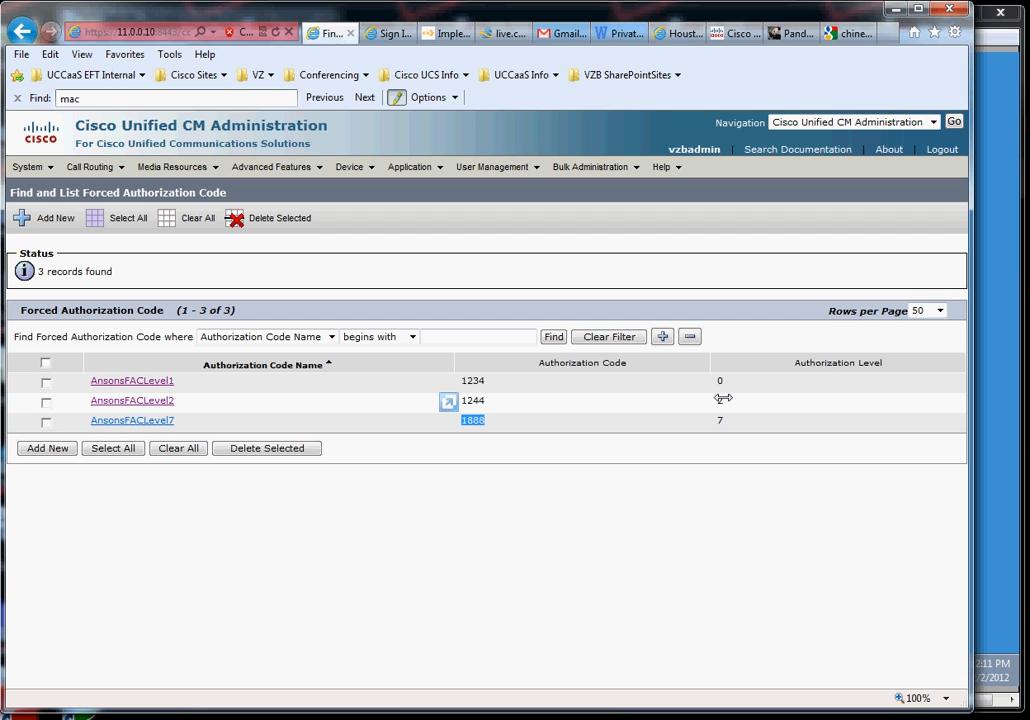 https://11.0.0.10:8443/cc
C...
Fin...
Sign I...
Imple...
live.c...
Gmail...
Privat...
Houst...
Cisco ...
Pand...
chine...
File Edit View Favorites Tools Help
UCCaaS EFT Internal
Cisco Sites
VZ
Conferencing
Cisco UCS Info
UCCaaS Info
VZB SharePointSites
x Find: mac Previous Next Options
CISCO
Cisco Unified CM Administration
For Cisco Unified Communications Solutions
Navigation Cisco Unified CM Administration Go
vzbadmin | Search Documentation | About | Logout
System Call Routing Media Resources Advanced Features Device Application User Management Bulk Administration Help
Find and List Forced Authorization Code
Add New Select All Clear All Delete Selected
Status
3 records found
Forced Authorization Code (1 - 3 of 3) Rows per Page 50
Find Forced Authorization Code where Authorization Code Name begins with Find Clear Filter
Authorization Code Name Authorization Code Authorization Level
AnsonsFACLevel1 1234 0
AnsonsFACLevel2 1244
AnsonsFACLevel7 1888 7
Add New Select All Clear All Delete Selected
2:11 PM
/2/2012
100%